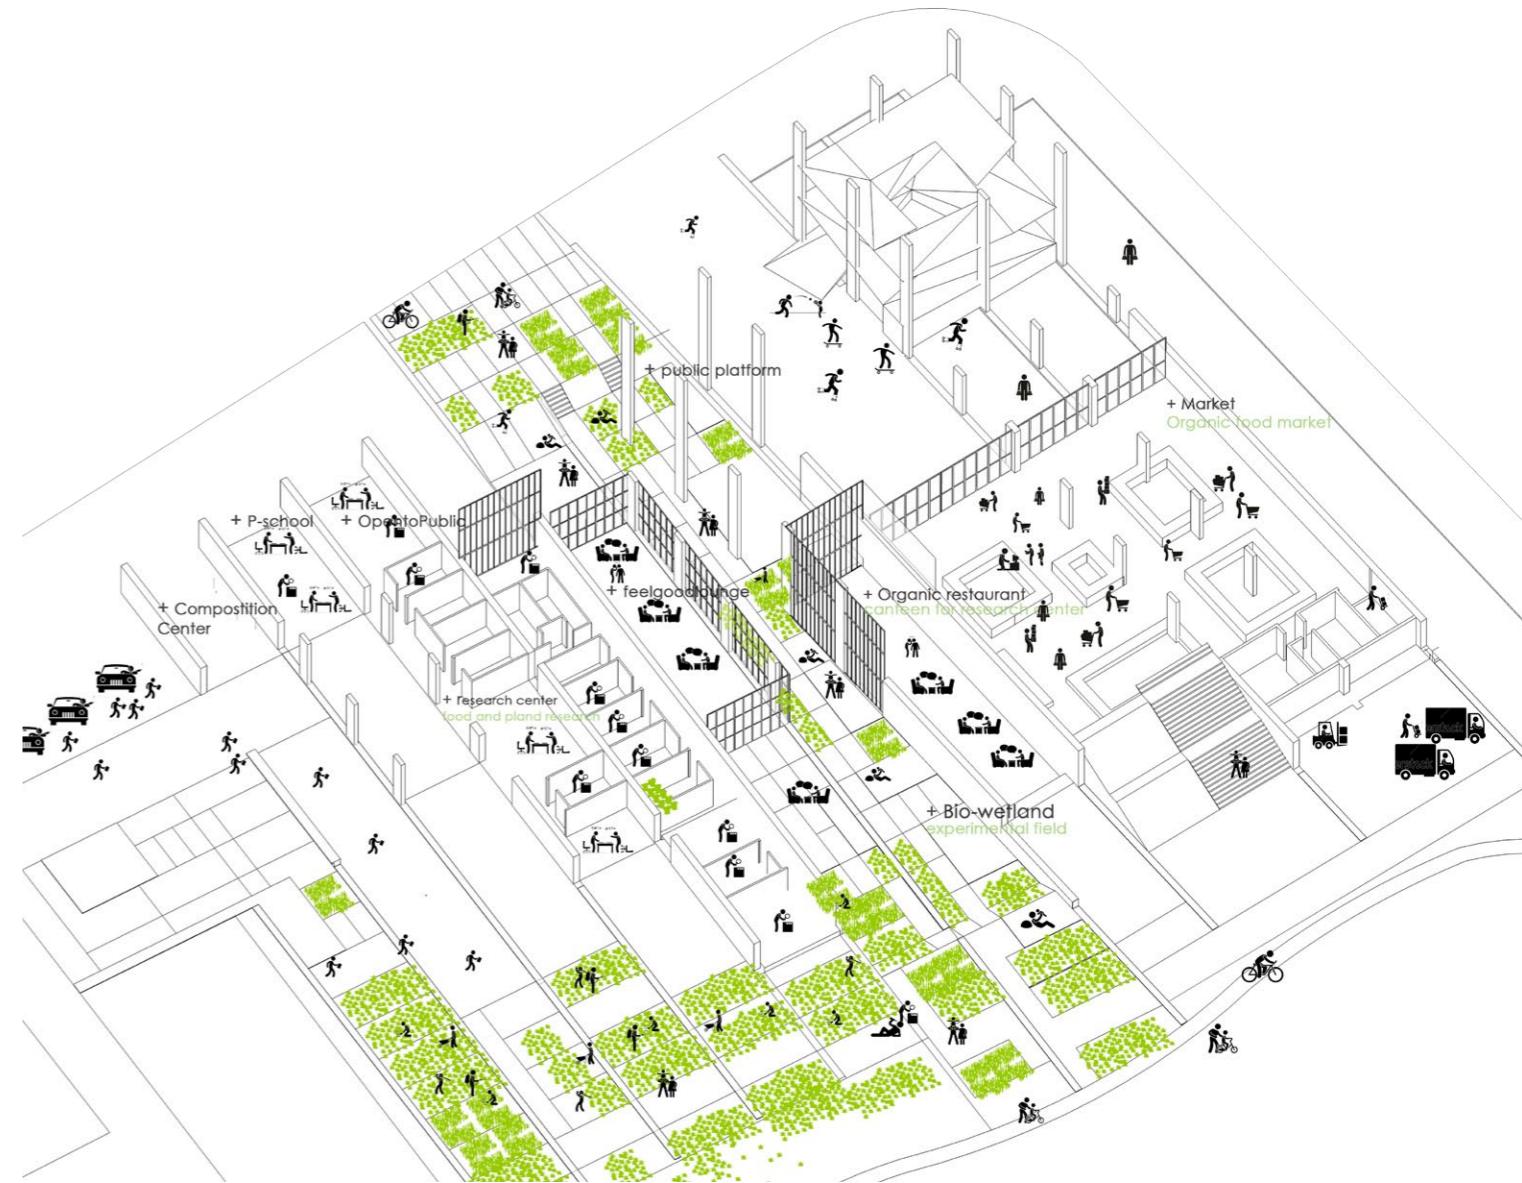 + public platform
+ Market
Organic food market
+ P-school
+ OpentoPublic
+ feelgoodlounge
+ Organic restaurant
canteen for research center
+ Compostition
Center
+ research center
food and pland research
+ Bio-wetland
experimental field